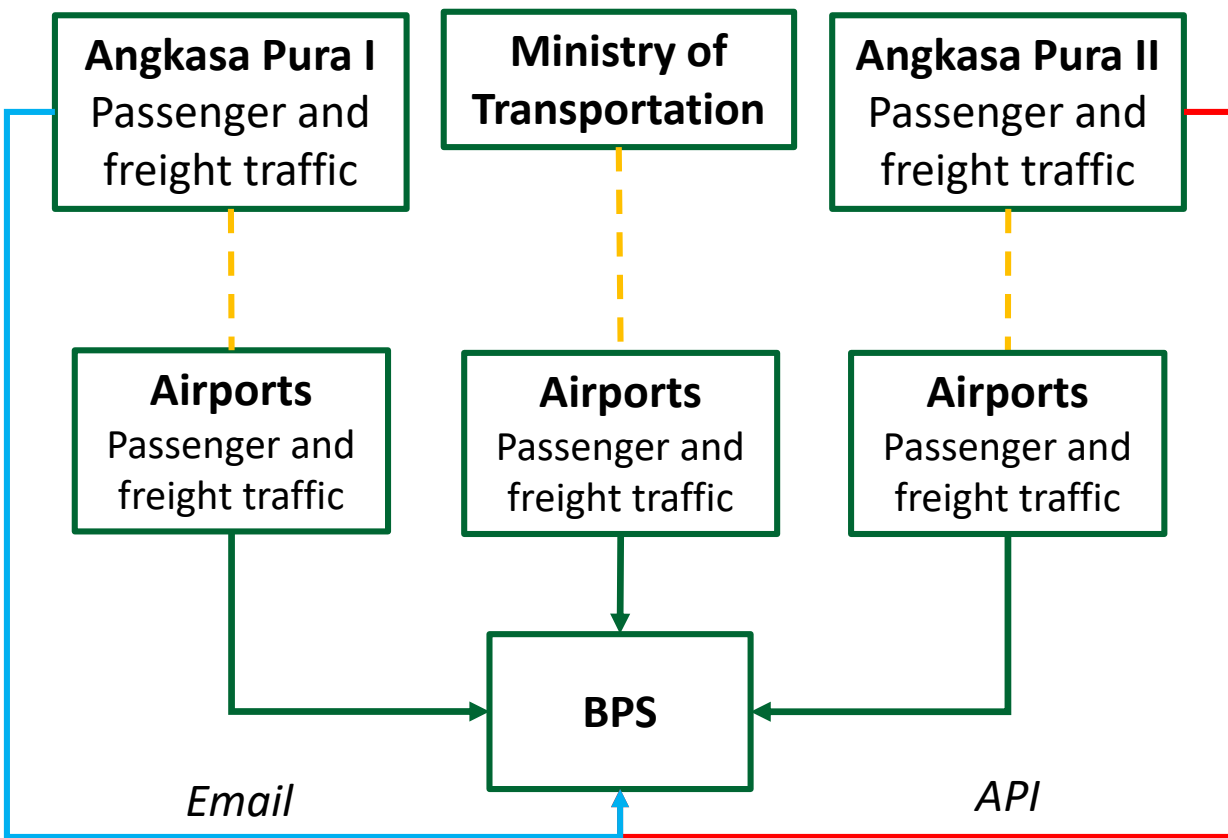 Angkasa Pura I
Passenger and
freight traffic
Ministry of
Transportation
Angkasa Pura II
Passenger and
freight traffic
Airports
Passenger and
freight traffic
Airports
Passenger and
freight traffic
Airports
Passenger and
freight traffic
BPS
Email
API